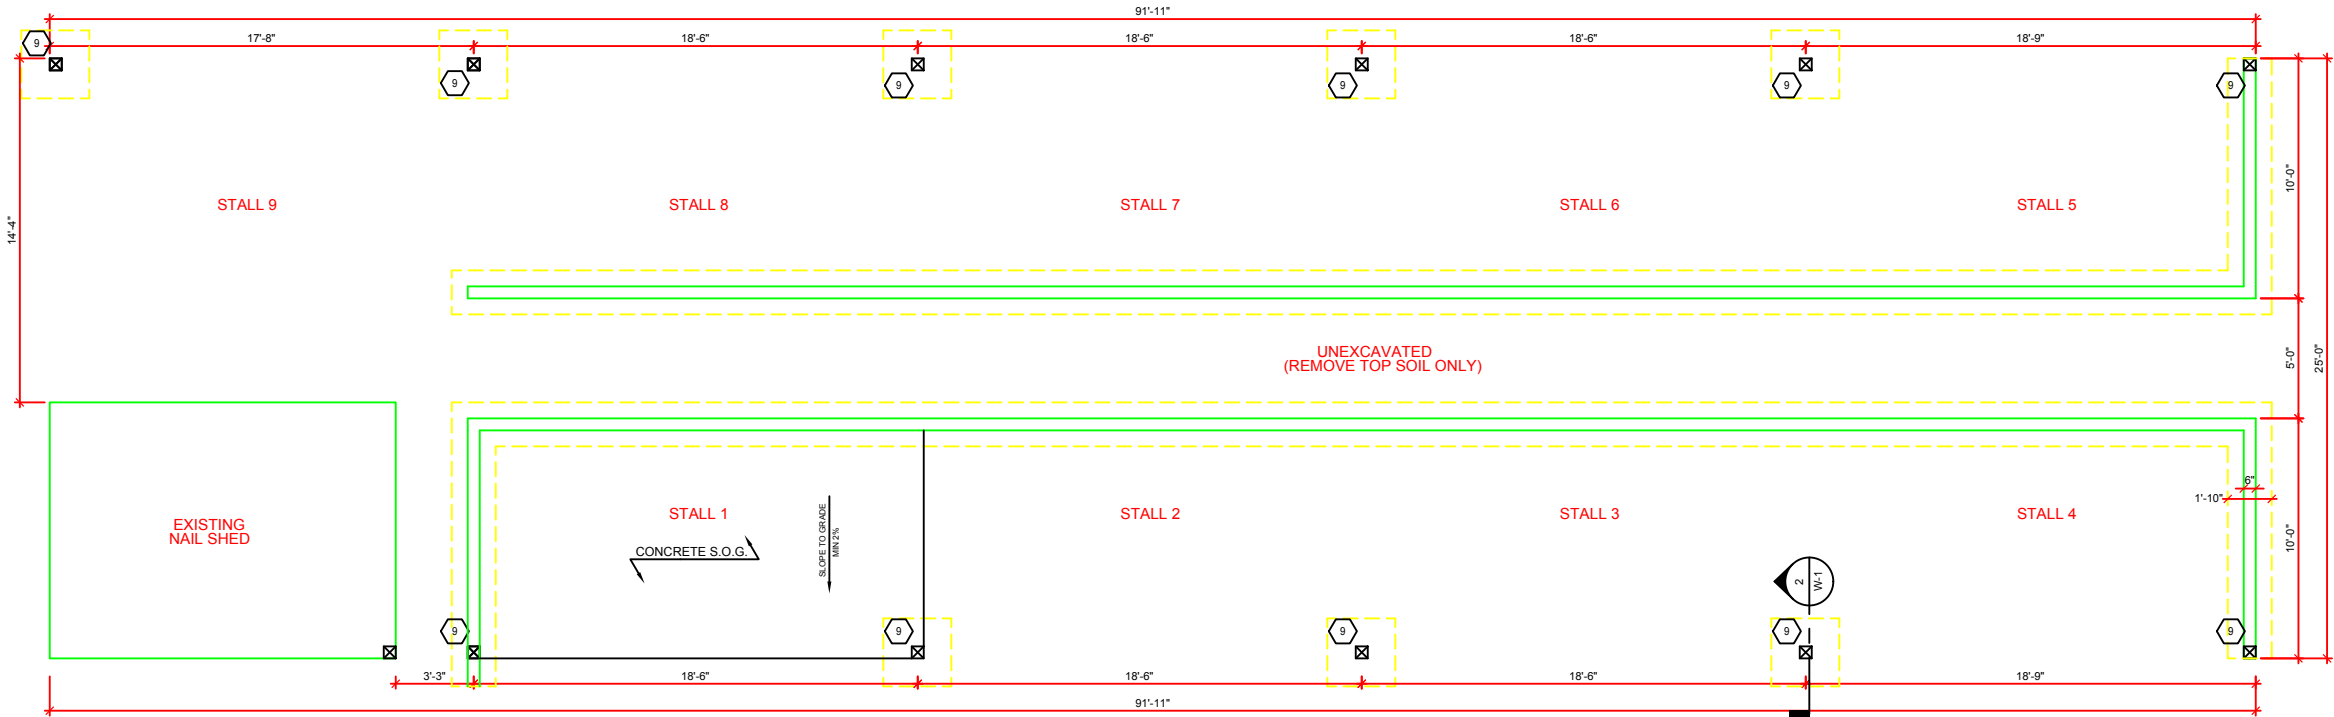 91'-11"
17'-8"
18'-6"
18'-6"
18'-6"
18'-9"
9
9
9
9
9
9
14'-4"
10'-0"
STALL 9
STALL 8
STALL 7
STALL 6
STALL 5
UNEXCAVATED
(REMOVE TOP SOIL ONLY)
5'-0"
25'-0"
EXISTING
NAIL SHED
STALL 1
STALL 2
STALL 3
STALL 4
CONCRETE S.O.G.
SLOPE TO GRADE
MIN 2%
6"
1'-10"
10'-0"
2
W-1
9
9
9
9
9
3'-3"
18'-6"
18'-6"
18'-6"
18'-9"
91'-11"